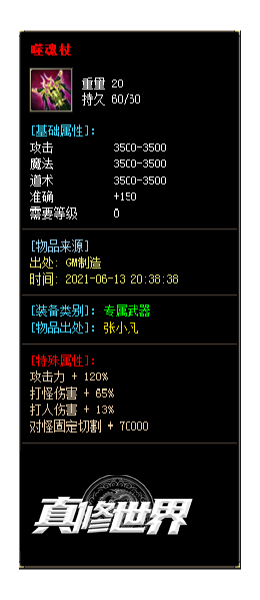 噬魂杖
重量 20
持久 60/60
[基础属性]:
攻击 3500-3500
魔法 3500-3500
道术 3500-3500
准确 +150
需要等级 0
[物品来源]
出处: GM制造
时间: 2021-06-13 20:38:38
[装备类别]: 专属武器
[物品出处]: 张小凡
[特殊属性]:
攻击力 + 120%
打怪伤害 + 65%
打人伤害 + 13%
对怪固定切割 + 70000
真修世界